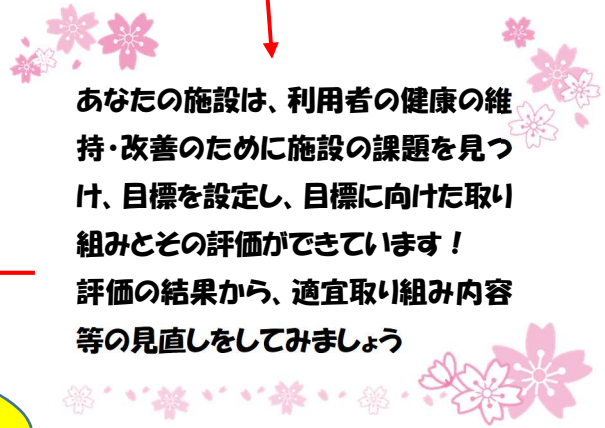 あなたの施設は、利用者の健康の維
持・改善のために施設の課題を見つ
け、目標を設定し、目標に向けた取り
組みとその評価ができています！
評価の結果から、適宜取り組み内容
等の見直しをしてみましょう